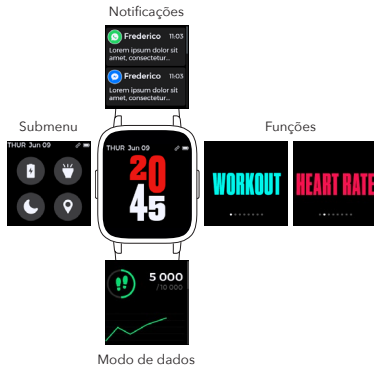 Notificações
Frederico 11:03
Lorem ipsum dolor sit
amet, consectetur...
Frederico 11:03
Lorem ipsum dolor sit
amet, consectetur...
Submenu
Funções
THUR Jun 09
THUR Jun 09
20
45
WORKOUT
HEART RATE
5 000
/10 000
Modo de dados